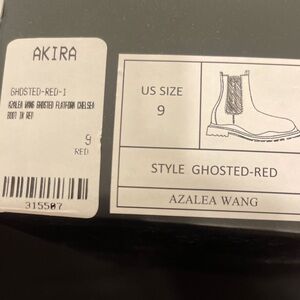 AKIRA
GHOSTED-RED-1
AZALEA WANG GHOSTED FLATFORM CHELSEA
BOOT IN RED
9
RED
315507
US SIZE
9
STYLE GHOSTED-RED
AZALEA WANG